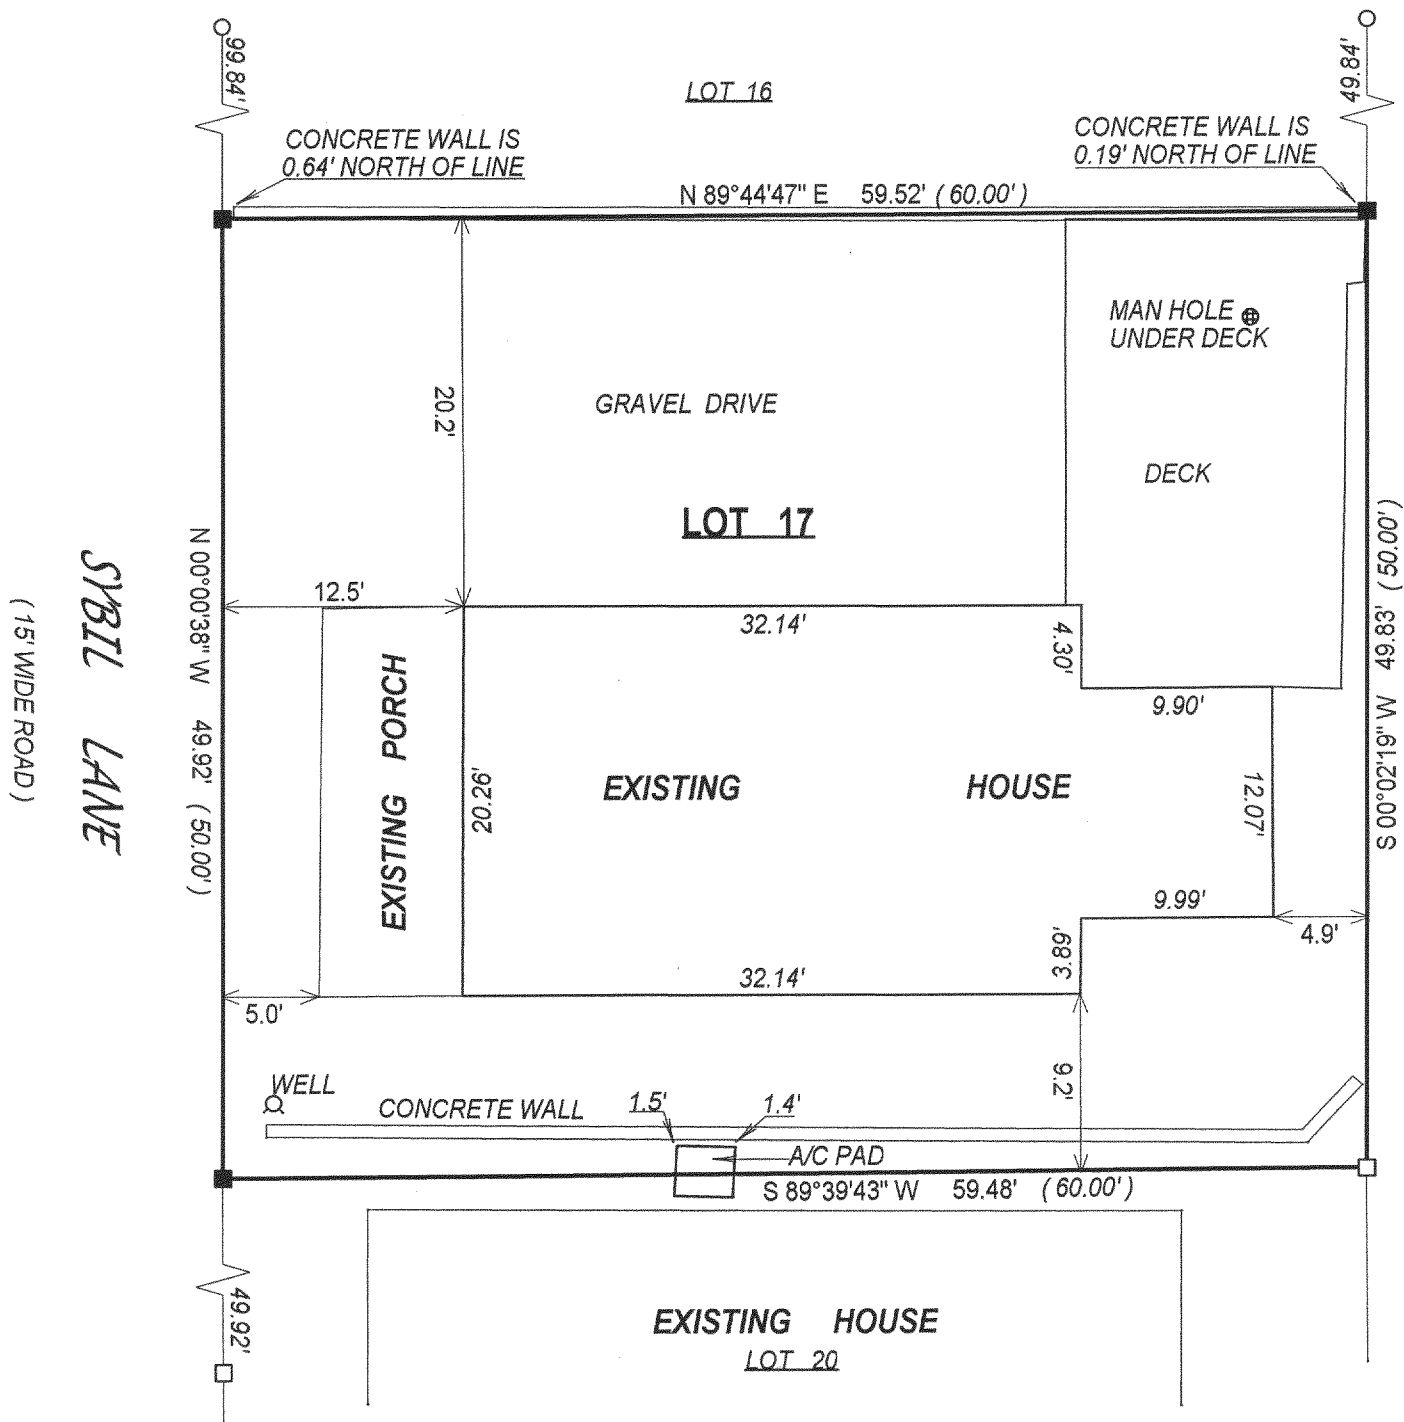 99.84'
49.84'
LOT 16
CONCRETE WALL IS
0.64' NORTH OF LINE
CONCRETE WALL IS
0.19' NORTH OF LINE
N 89°44'47" E 59.52' ( 60.00' )
MAN HOLE
UNDER DECK
20.2'
GRAVEL DRIVE
DECK
LOT 17
S 00°02'19" W 49.83' ( 50.00' )
N 00°00'38" W 49.92' ( 50.00' )
SYBIL LANE
( 15' WIDE ROAD )
12.5'
32.14'
4.30'
9.90'
EXISTING PORCH
20.29'
EXISTING HOUSE
12.07'
9.99'
4.9'
3.89'
32.14'
5.0'
9.2'
WELL
CONCRETE WALL
1.5'
1.4'
A/C PAD
S 89°39'43" W 59.48' ( 60.00' )
49.92'
EXISTING HOUSE
LOT 20